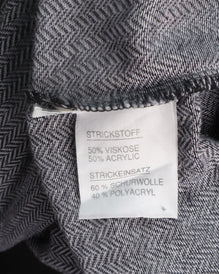 STRICKSTOFF
50% VISKOSE
50% ACRYLIC
STRICKEINSATZ
60 % SCHURWOLLE
40 % POLYACRYL